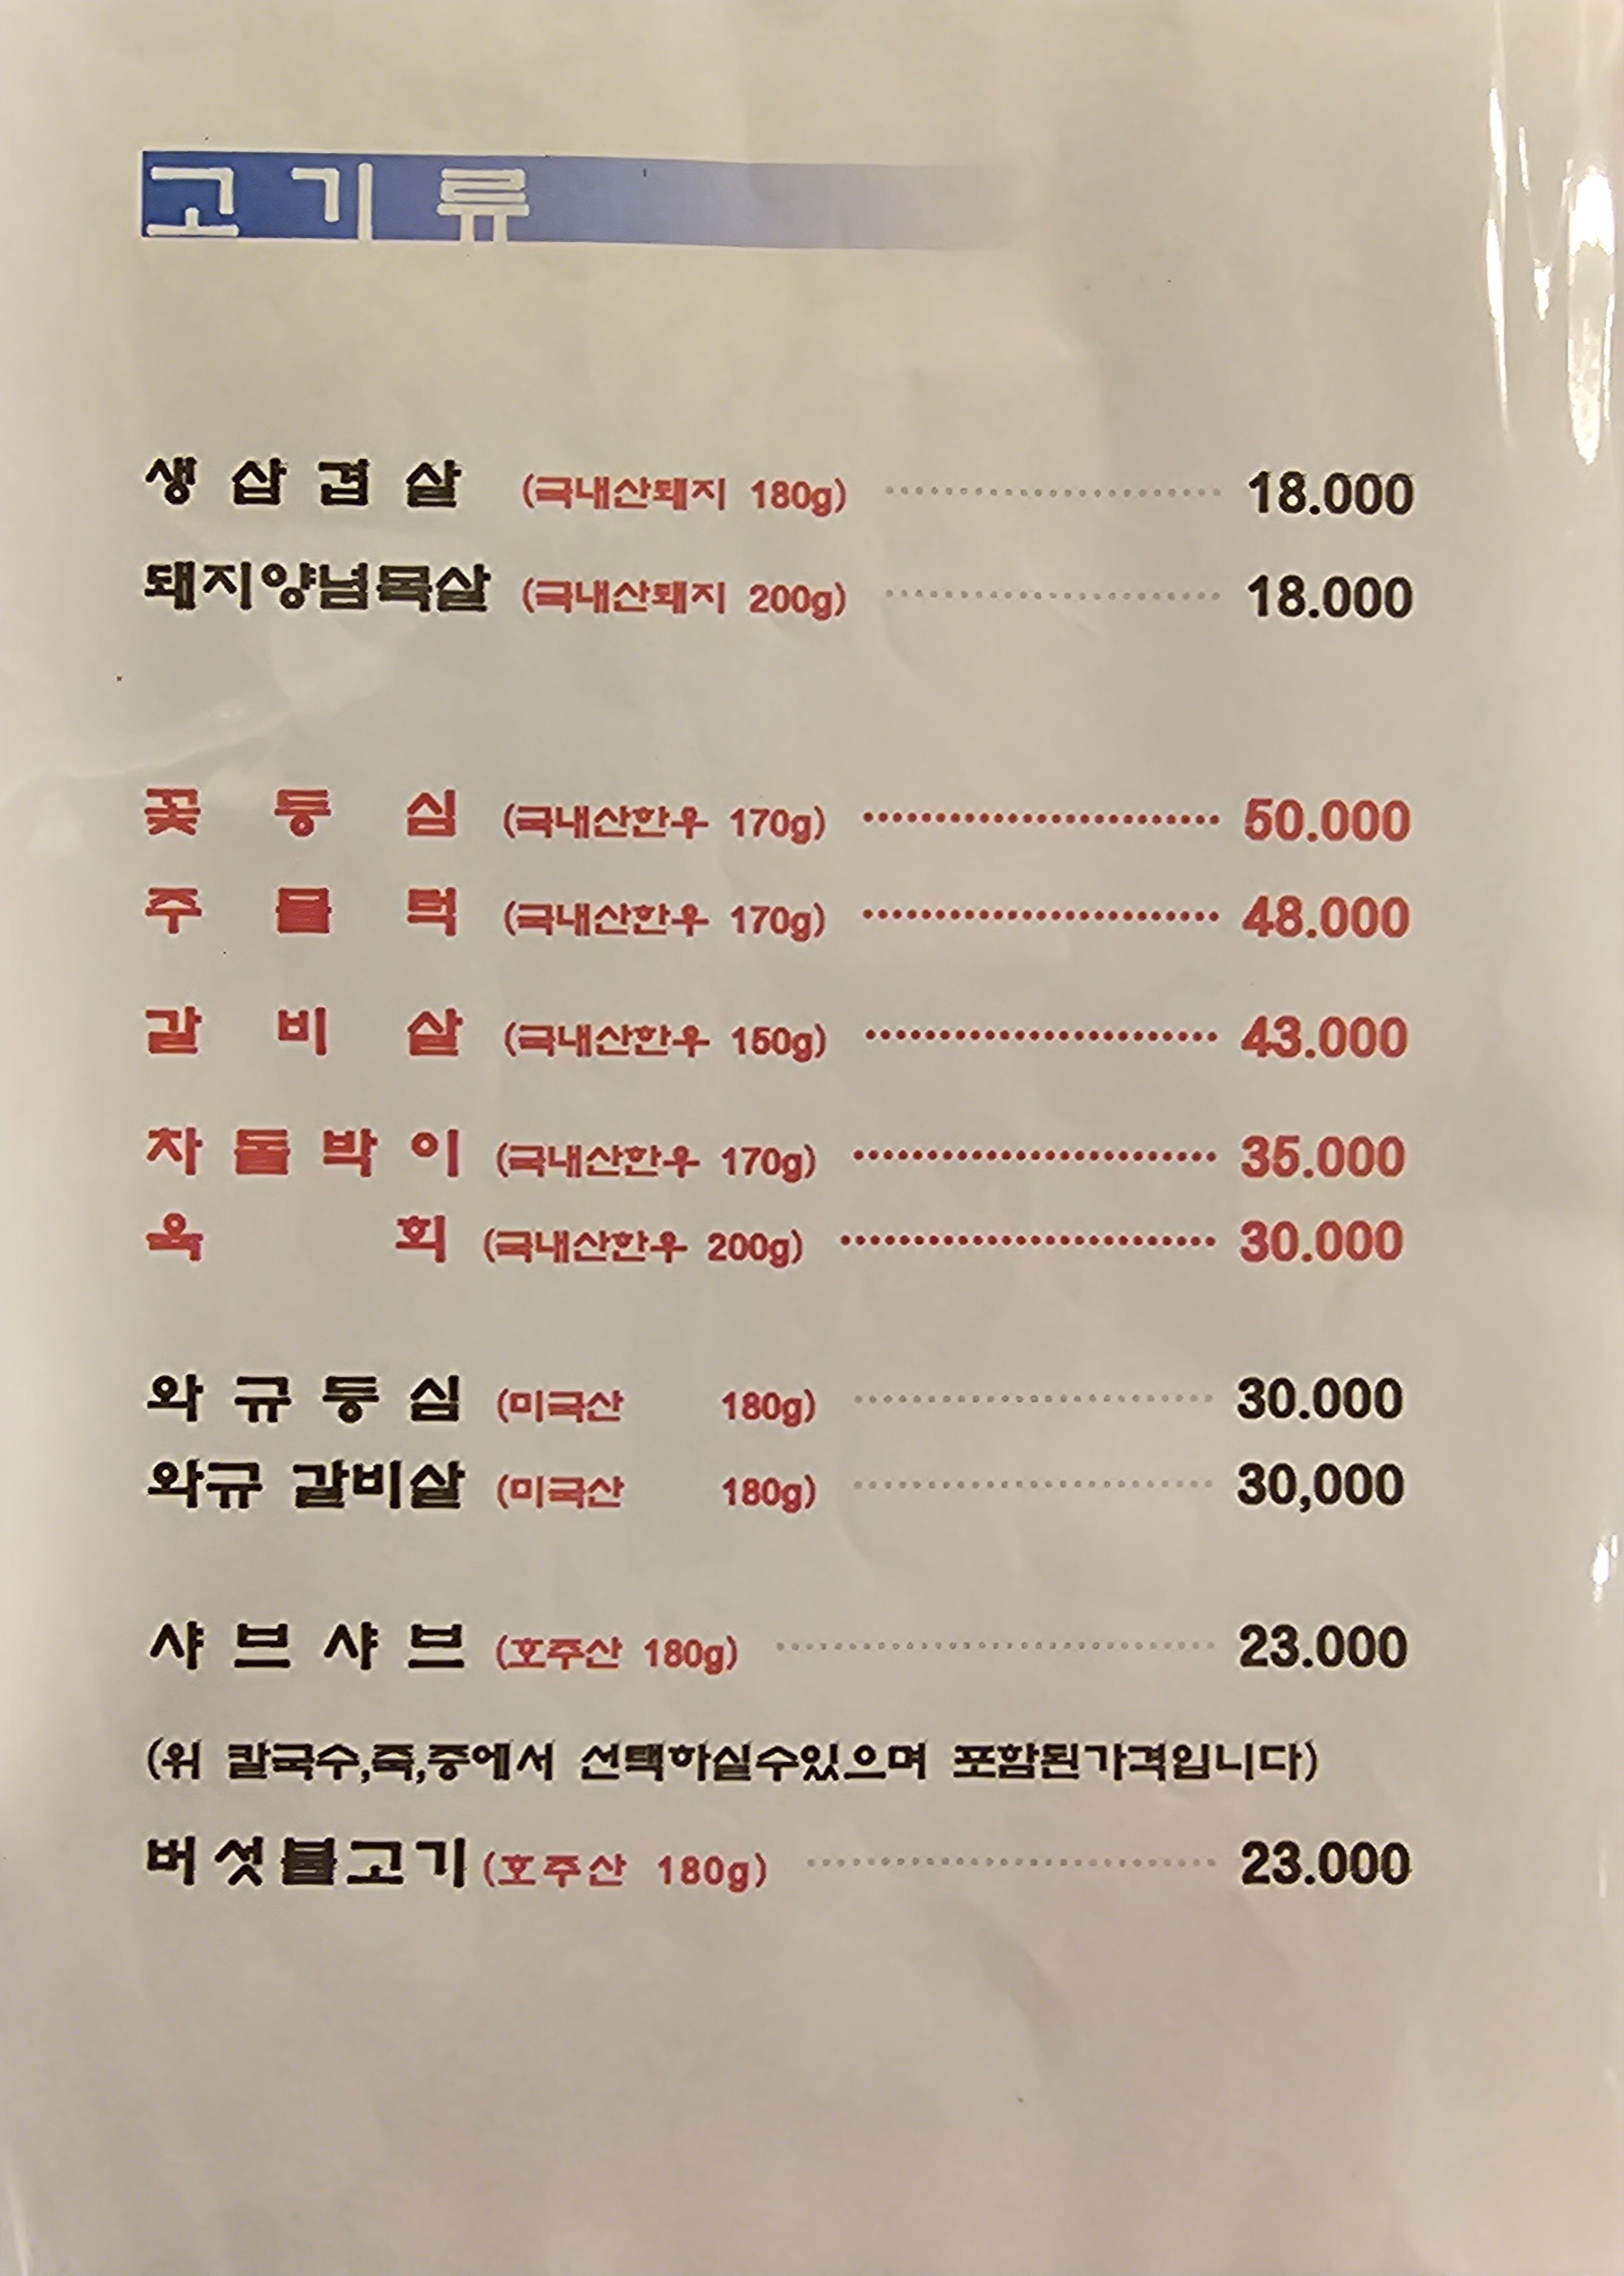 고기류
생삼겹살 (국내산돼지 180g) 18.000
돼지양념목살 (국내산돼지 200g) 18.000
꽃등심 (국내산한우 170g) 50.000
주물럭 (국내산한우 170g) 48.000
갈비살 (국내산한우 150g) 43.000
차돌박이 (국내산한우 170g) 35.000
육회 (국내산한우 200g) 30.000
와규등심 (미국산 180g) 30.000
와규 갈비살 (미국산 180g) 30,000
샤브샤브 (호주산 180g) 23.000
(위 칼국수,죽,중에서 선택하실수있으며 포함된가격입니다)
버섯불고기 (호주산 180g) 23.000